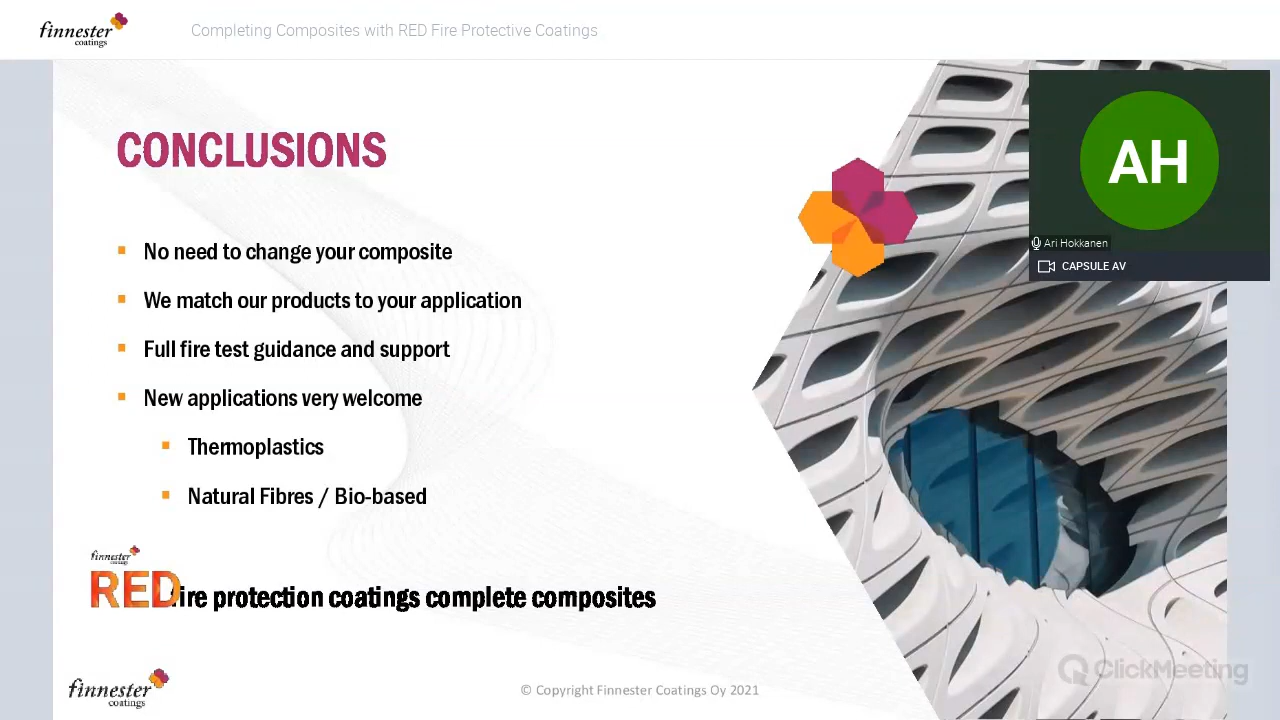 finnester
coatings
Completing Composites with RED Fire Protective Coatings
CONCLUSIONS
AH
Ari Hokkanen
CAPSULE AV
No need to change your composite
We match our products to your application
Full fire test guidance and support
New applications very welcome
Thermoplastics
Natural Fibres / Bio-based
finnester
RED fire protection coatings complete composites
finnester
coatings
© Copyright Finnester Coatings Oy 2021
ClickMeeting